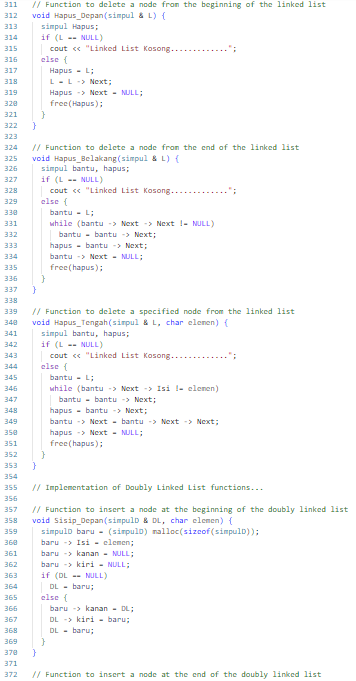 311 // Function to delete a node from the beginning of the linked list
312 void Hapus_Depan(simpul & L) {
313 simpul Hapus;
314 if (L == NULL)
315 cout << "Linked List Kosong.............";
316 else {
317 Hapus = L;
318 L = L -> Next;
319 Hapus -> Next = NULL;
320 free(Hapus);
321 }
322 }
323
324 // Function to delete a node from the end of the linked list
325 void Hapus_Belakang(simpul & L) {
326 simpul bantu, hapus;
327 if (L == NULL)
328 cout << "Linked List Kosong.............";
329 else {
330 bantu = L;
331 while (bantu -> Next -> Next != NULL)
332 bantu = bantu -> Next;
333 hapus = bantu -> Next;
334 bantu -> Next = NULL;
335 free(hapus);
336 }
337 }
338
339 // Function to delete a specified node from the linked list
340 void Hapus_Tengah(simpul & L, char elemen) {
341 simpul bantu, hapus;
342 if (L == NULL)
343 cout << "Linked List Kosong.............";
344 else {
345 bantu = L;
346 while (bantu -> Next -> Isi != elemen)
347 bantu = bantu -> Next;
348 hapus = bantu -> Next;
349 bantu -> Next = bantu -> Next -> Next;
350 hapus -> Next = NULL;
351 free(hapus);
352 }
353 }
354
355 // Implementation of Doubly Linked List functions...
356
357 // Function to insert a node at the beginning of the doubly linked list
358 void Sisip_Depan(simpulD & DL, char elemen) {
359 simpulD baru = (simpulD) malloc(sizeof(simpulD));
360 baru -> Isi = elemen;
361 baru -> kanan = NULL;
362 baru -> kiri = NULL;
363 if (DL == NULL)
364 DL = baru;
365 else {
366 baru -> kanan = DL;
367 DL -> kiri = baru;
368 DL = baru;
369 }
370 }
371
372 // Function to insert a node at the end of the doubly linked list